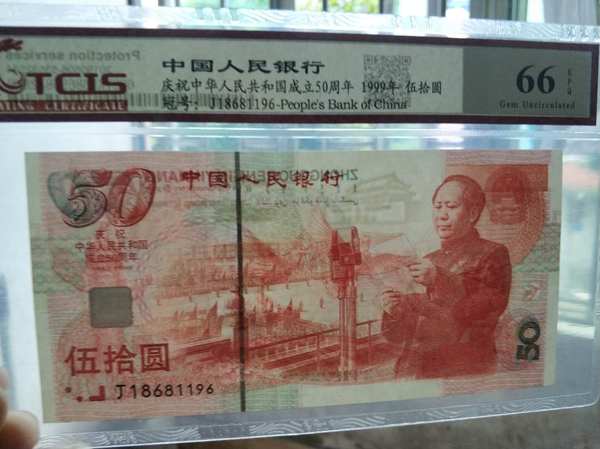 Protection services
TCIS
中国人民银行
庆祝中华人民共和国成立50周年 1999年 伍拾圆
冠号: J18681196-People's Bank of China
66 EPQ
Gem Uncirculated
50
中国人民银行
庆祝
中华人民共和国
成立50周年
伍拾圆
J18681196
50